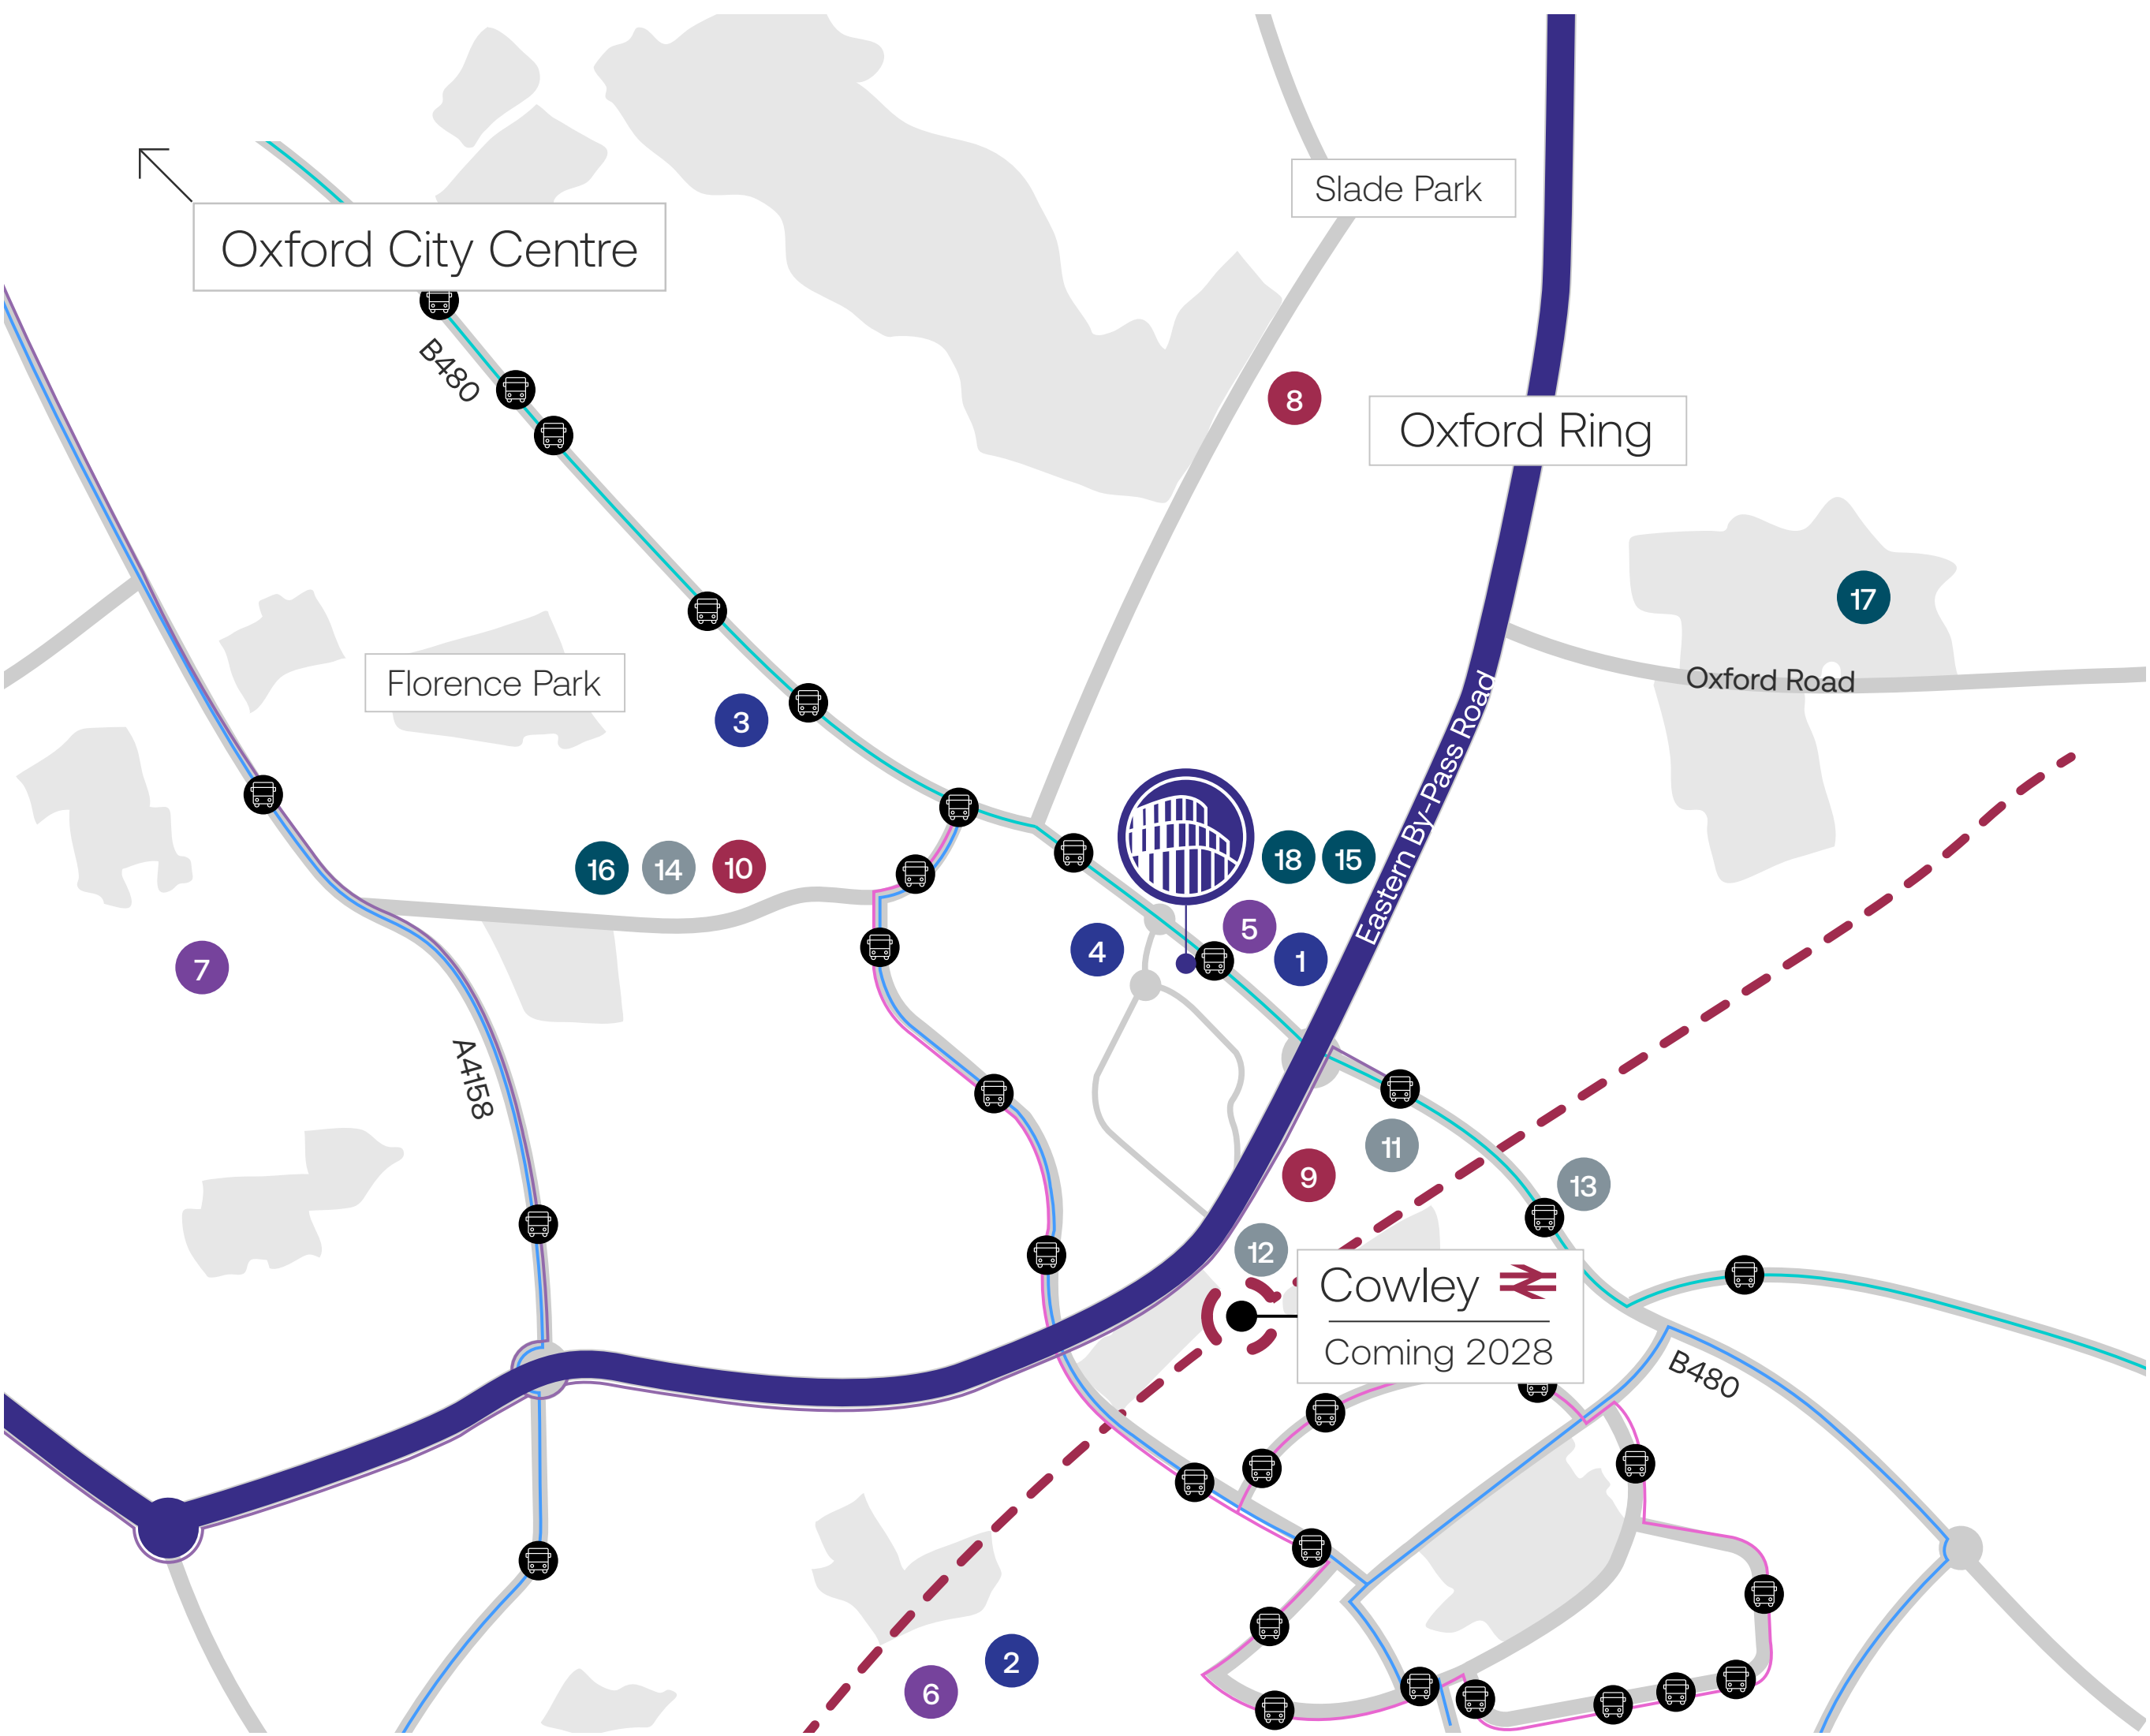 Slade Park
Oxford City Centre
B480
Oxford Ring
17
8
Oxford Road
Florence Park
3
Eastern By-Pass Road
16
14
10
18
15
5
4
1
7
A4158
11
9
13
12
Cowley
Coming 2028
B480
2
6